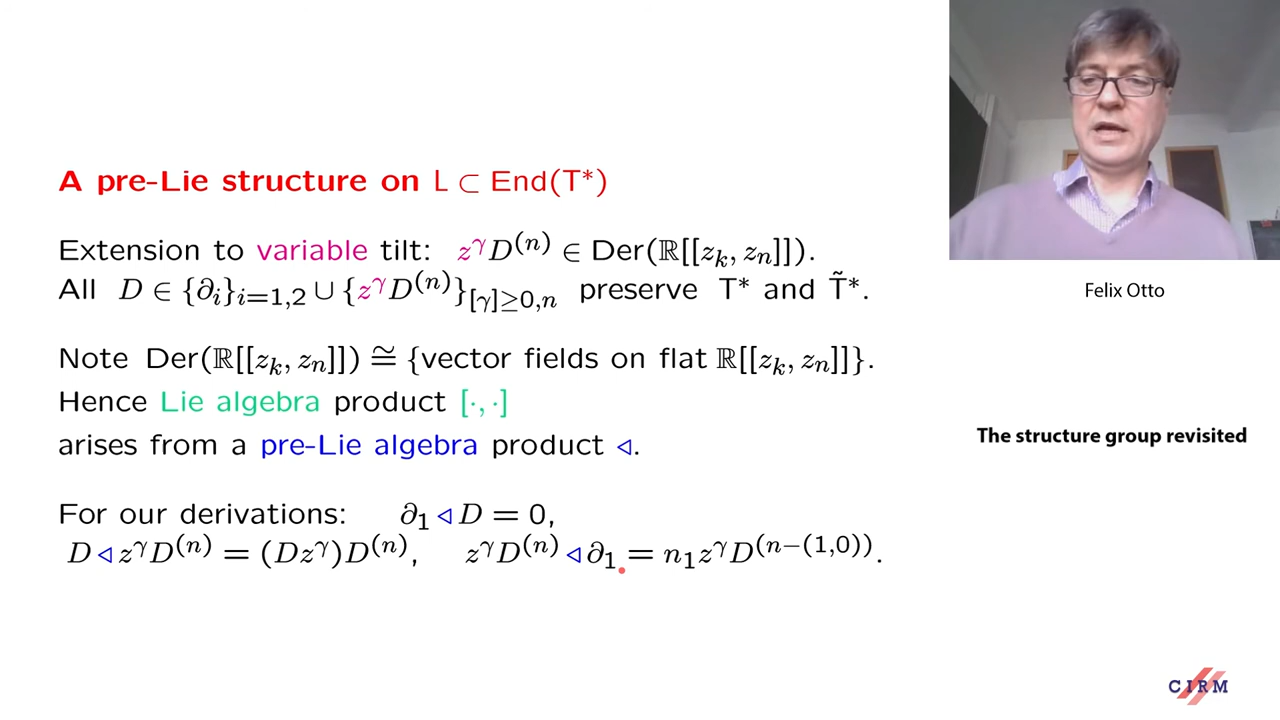 A pre-Lie structure on L ⊂ End(T*)
Extension to variable tilt: z^γ D^(n) ∈ Der(ℝ[[z_k, z_n]]).
All D ∈ {∂_i}_{i=1,2} ∪ {z^γ D^(n)}_{[γ]≥0,n} preserve T* and T̃*.
Note Der(ℝ[[z_k, z_n]]) ≅ {vector fields on flat ℝ[[z_k, z_n]]}.
Hence Lie algebra product [·, ·]
arises from a pre-Lie algebra product ◁.
For our derivations: ∂_1 ◁ D = 0,
D ◁ z^γ D^(n) = (Dz^γ)D^(n), z^γ D^(n) ◁ ∂_1 = n_1 z^γ D^(n−(1,0)).
Felix Otto
The structure group revisited
CIRM